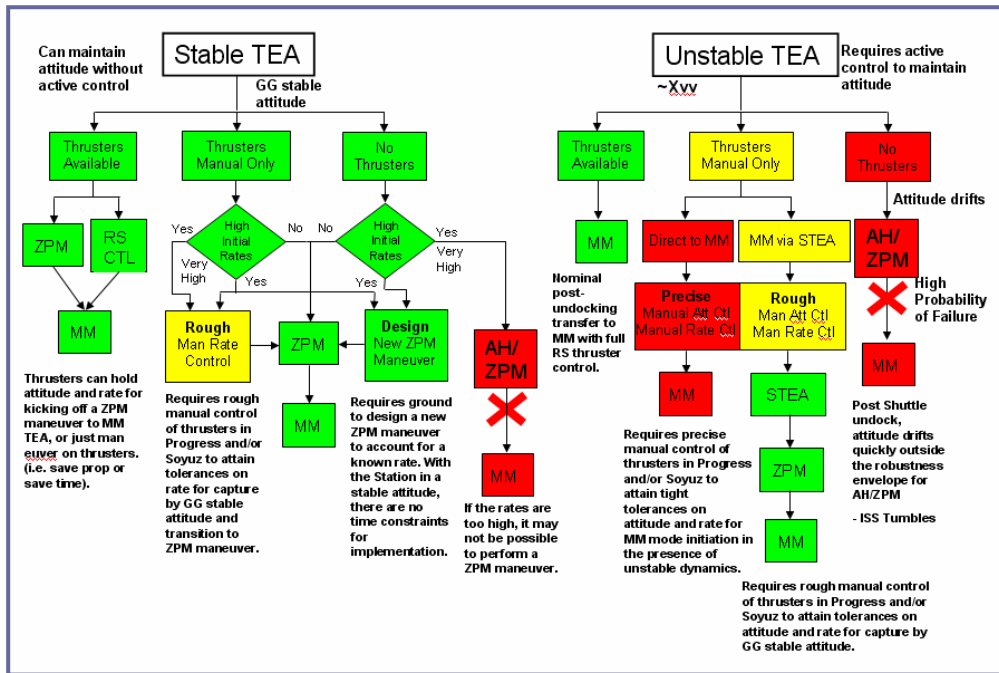 Can maintain
attitude without
active control
Stable TEA
GG stable
attitude
Thrusters
Available
Thrusters
Manual Only
No
Thrusters
ZPM
RS
CTL
MM
Yes
High
Initial
Rates
No
No
High
Initial
Rates
Yes
Very
High
Yes
Yes
Very
High
Rough
Man Rate
Control
ZPM
Design
New ZPM
Maneuver
AH/
ZPM
MM
MM
Thrusters can hold
attitude and rate for
kicking off a ZPM
maneuver to MM
TEA, or just man
euver on thrusters.
(i.e. save prop or
save time).
Requires rough
manual control
of thrusters in
Progress and/or
Soyuz to attain
tolerances on
rate for capture
by GG stable
attitude and
transition to
ZPM maneuver.
Requires ground
to design a new
ZPM maneuver
to account for a
known rate. With
the Station in a
stable attitude,
there are no
time constraints
for
implementation.
If the rates are
too high, it may
not be possible
to perform a
ZPM maneuver.
Unstable TEA
~Xvv
Requires active
control to maintain
attitude
Thrusters
Available
Thrusters
Manual Only
No
Thrusters
Attitude drifts
MM
Direct to MM
MM via STEA
AH/
ZPM
High
Probability
of Failure
Nominal
post-
undocking
transfer to
MM with full
RS thruster
control.
Precise
Manual Att Ctl
Manual Rate Ctl
Rough
Man Att Ctl
Man Rate Ctl
MM
STEA
MM
ZPM
MM
Requires precise
manual control of
thrusters in Progress
and/or Soyuz to
attain tight
tolerances on
attitude and rate for
MM mode initiation in
the presence of
unstable dynamics.
Post Shuttle
undock,
attitude drifts
quickly outside
the robustness
envelope for
AH/ZPM
- ISS Tumbles
Requires rough manual control
of thrusters in Progress and/or
Soyuz to attain tolerances on
attitude and rate for capture by
GG stable attitude.